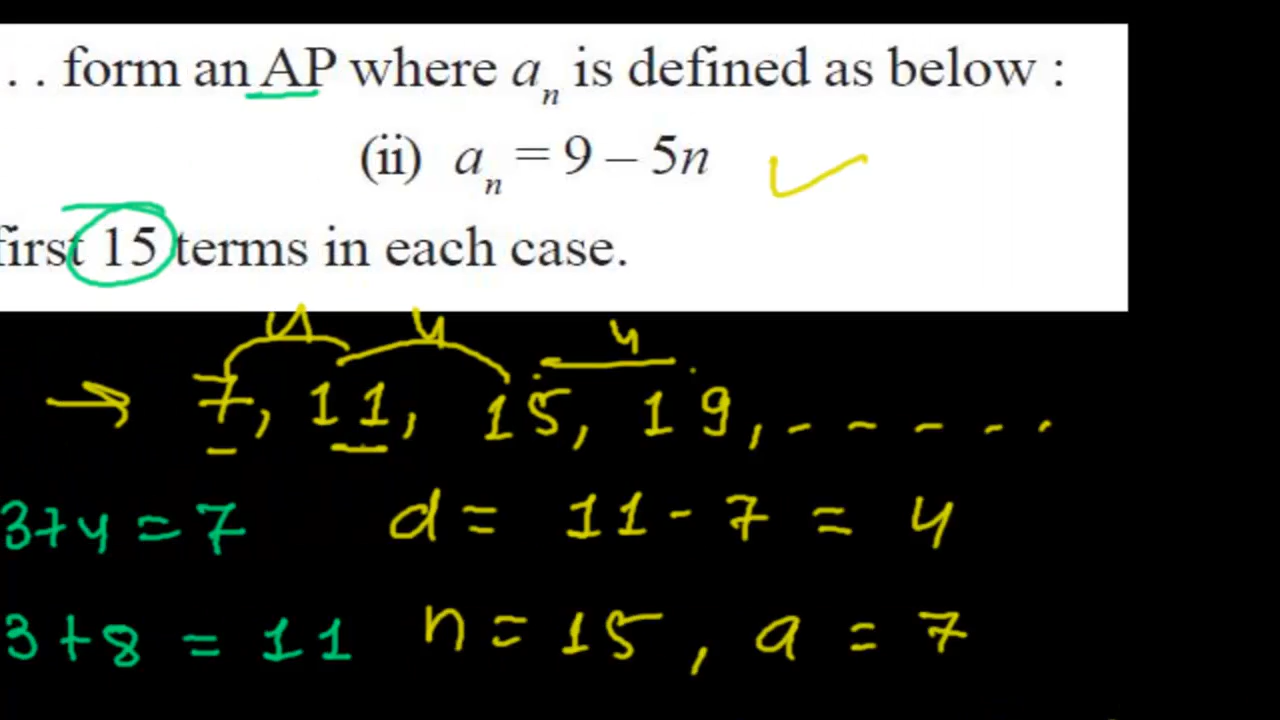 . . form an AP where aₙ is defined as below :
(ii) aₙ = 9 – 5n
first 15 terms in each case.
4 4 4
→ 7, 11, 15, 19, - - - - .
3+4 = 7 d = 11 - 7 = 4
3+8 = 11 n = 15, a = 7